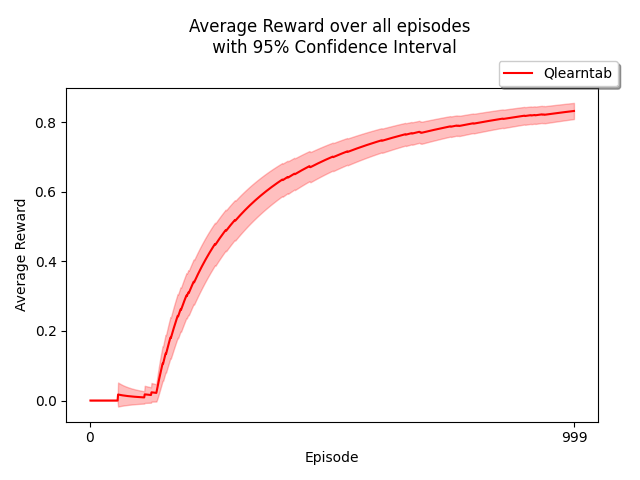 Average Reward over all episodes
with 95% Confidence Interval
Qlearntab
Average Reward
0.8
0.6
0.4
0.2
0.0
0
999
Episode